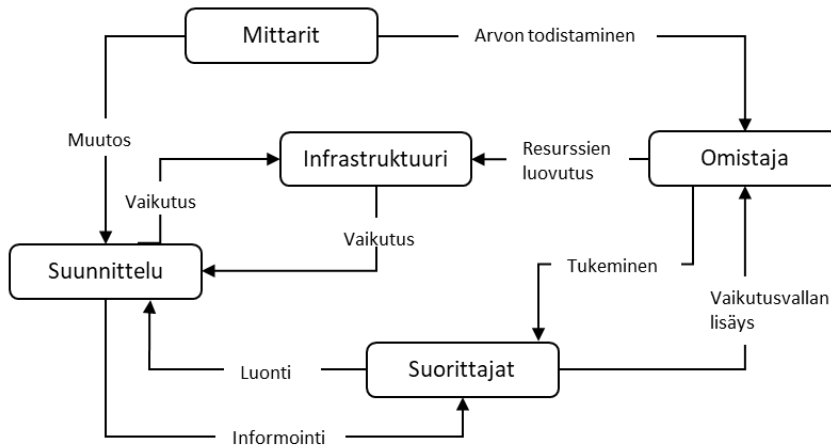 Mittarit
Arvon todistaminen
Muutos
Infrastruktuuri
Resurssien
luovutus
Omistaja
Vaikutus
Vaikutus
Suunnittelu
Tukeminen
Vaikutusvallan
lisäys
Luonti
Suorittajat
Informointi